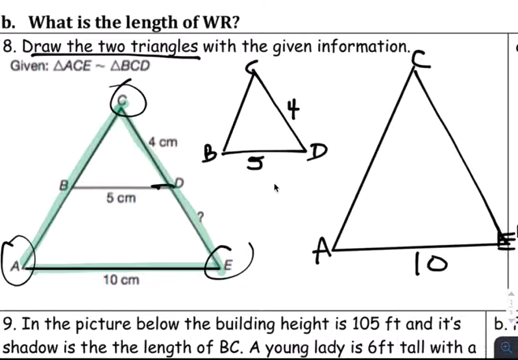 b. What is the length of WR?
8. Draw the two triangles with the given information.
Given: △ACE ~ △BCD
C
4 cm
B
D
5 cm
?
A
E
10 cm
C
4
B
5
D
C
A
10
E
9. In the picture below the building height is 105 ft and it's
shadow is the the length of BC. A young lady is 6ft tall with a
b.